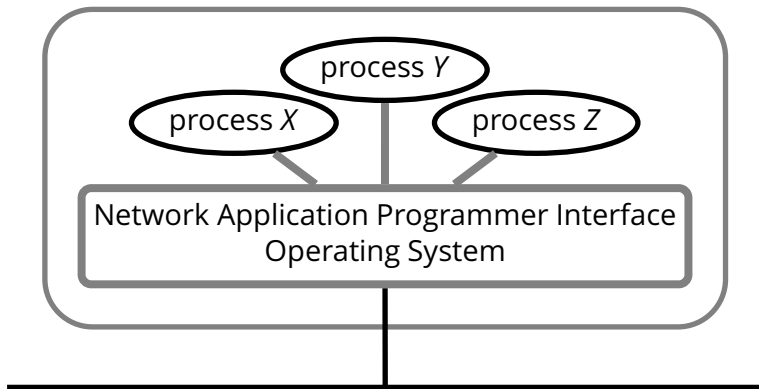 process Y
process X
process Z
Network Application Programmer Interface
Operating System